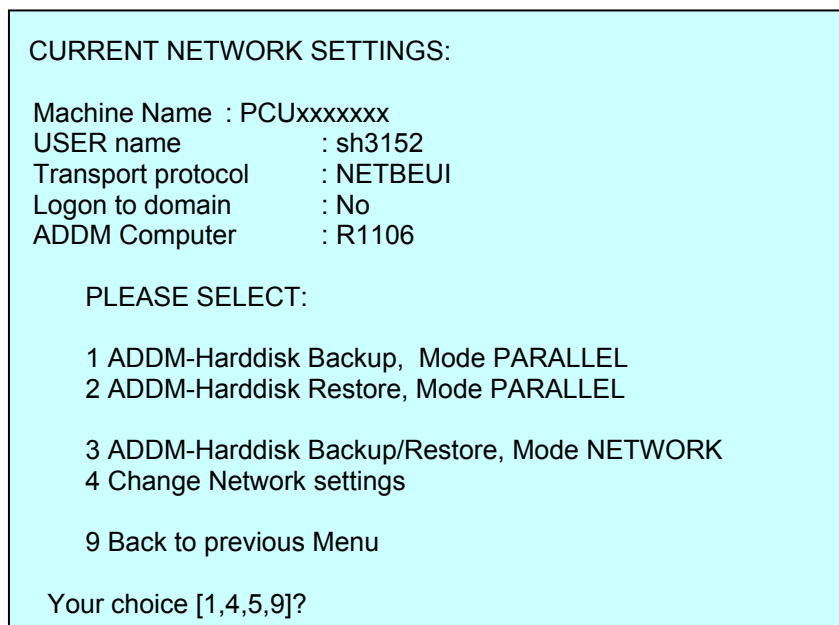 CURRENT NETWORK SETTINGS:
Machine Name : PCUxxxxxxx
USER name : sh3152
Transport protocol : NETBEUI
Logon to domain : No
ADDM Computer : R1106
PLEASE SELECT:
1 ADDM-Harddisk Backup, Mode PARALLEL
2 ADDM-Harddisk Restore, Mode PARALLEL
3 ADDM-Harddisk Backup/Restore, Mode NETWORK
4 Change Network settings
9 Back to previous Menu
Your choice [1,4,5,9]?